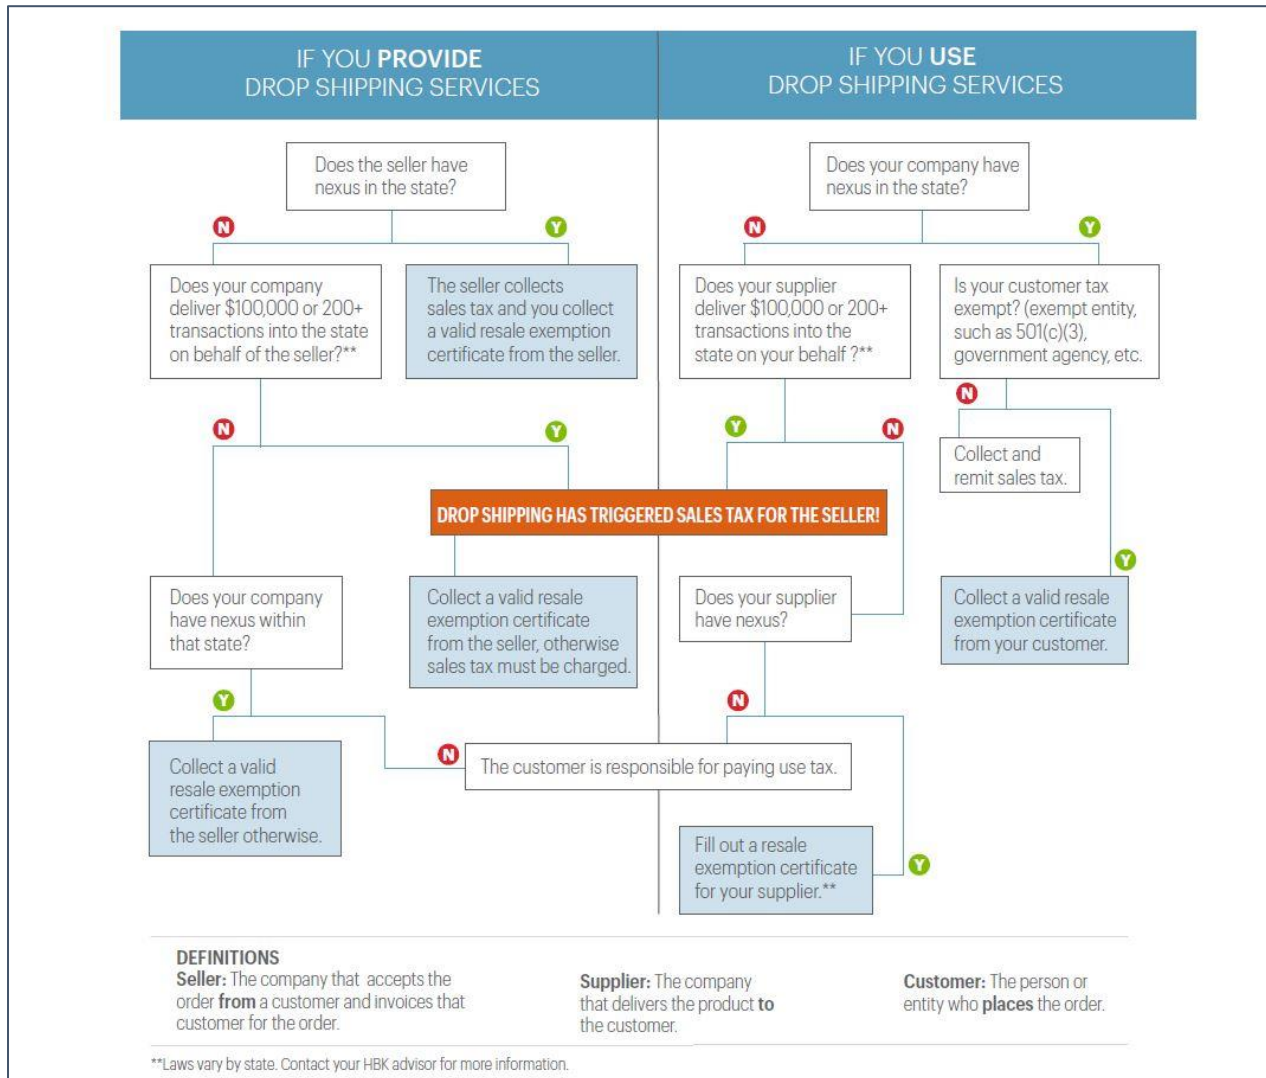 IF YOU PROVIDE
DROP SHIPPING SERVICES
IF YOU USE
DROP SHIPPING SERVICES
Does the seller have
nexus in the state?
N
Y
Does your company
deliver $100,000 or 200+
transactions into the state
on behalf of the seller?**
The seller collects
sales tax and you collect
a valid resale exemption
certificate from the seller.
N
Y
Does your company have
nexus in the state?
N
Y
Does your supplier
deliver $100,000 or 200+
transactions into the
state on your behalf ?**
Is your customer tax
exempt? (exempt entity,
such as 501(c)(3),
government agency, etc.
Y
N
N
Collect and
remit sales tax.
DROP SHIPPING HAS TRIGGERED SALES TAX FOR THE SELLER!
Does your company
have nexus within
that state?
Collect a valid resale
exemption certificate
from the seller, otherwise
sales tax must be charged.
Does your supplier
have nexus?
Y
Collect a valid resale
exemption certificate
from your customer.
Y
N
N
Collect a valid
resale exemption
certificate from
the seller otherwise.
The customer is responsible for paying use tax.
Fill out a resale
exemption certificate
for your supplier.**
Y
DEFINITIONS
Seller: The company that accepts the
order from a customer and invoices that
customer for the order.
Supplier: The company
that delivers the product to
the customer.
Customer: The person or
entity who places the order.
**Laws vary by state. Contact your HBK advisor for more information.